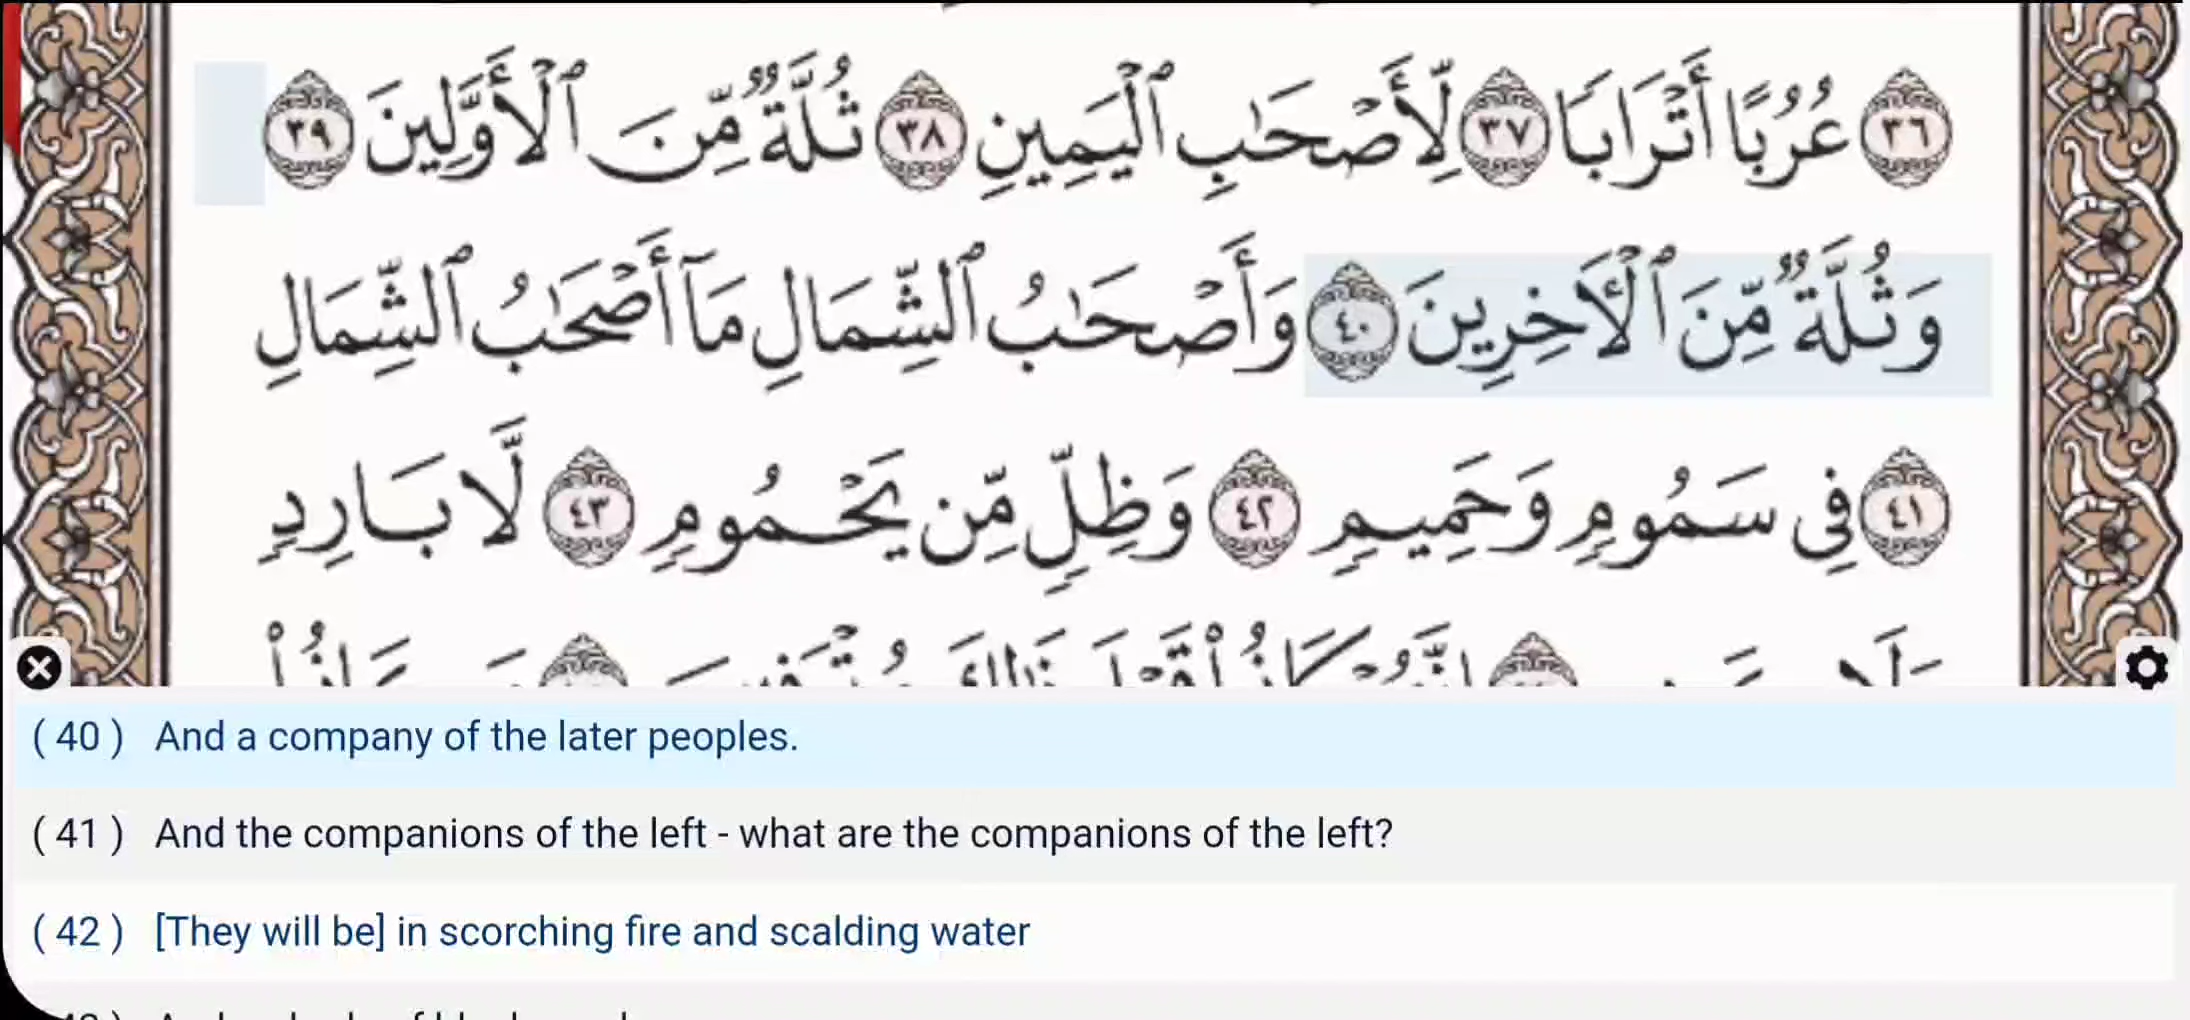 ٣٦ عُرُبًا أَتْرَابًا ٣٧ لِّأَصْحَـٰبِ ٱلْيَمِينِ ٣٨ ثُلَّةٌ مِّنَ ٱلْأَوَّلِينَ ٣٩
وَثُلَّةٌ مِّنَ ٱلْـَٔاخِرِينَ ٤٠ وَأَصْحَـٰبُ ٱلشِّمَالِ مَآ أَصْحَـٰبُ ٱلشِّمَالِ
٤١ فِى سَمُومٍ وَحَمِيمٍ ٤٢ وَظِلٍّ مِّن يَحْمُومٍ ٤٣ لَّا بَارِدٍ
( 40 ) And a company of the later peoples.
( 41 ) And the companions of the left - what are the companions of the left?
( 42 ) [They will be] in scorching fire and scalding water